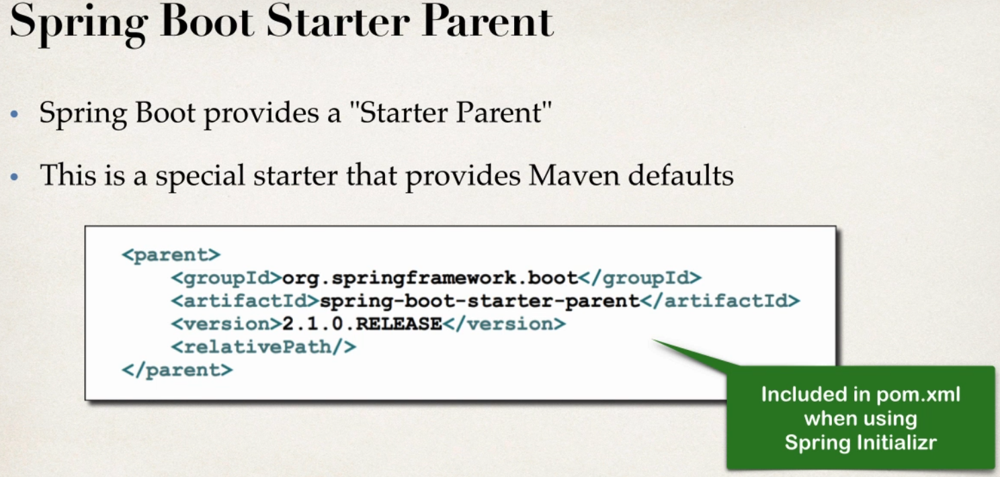 Spring Boot Starter Parent
• Spring Boot provides a "Starter Parent"
• This is a special starter that provides Maven defaults
<parent>
<groupId>org.springframework.boot</groupId>
<artifactId>spring-boot-starter-parent</artifactId>
<version>2.1.0.RELEASE</version>
<relativePath/>
</parent>
Included in pom.xml
when using
Spring Initializr